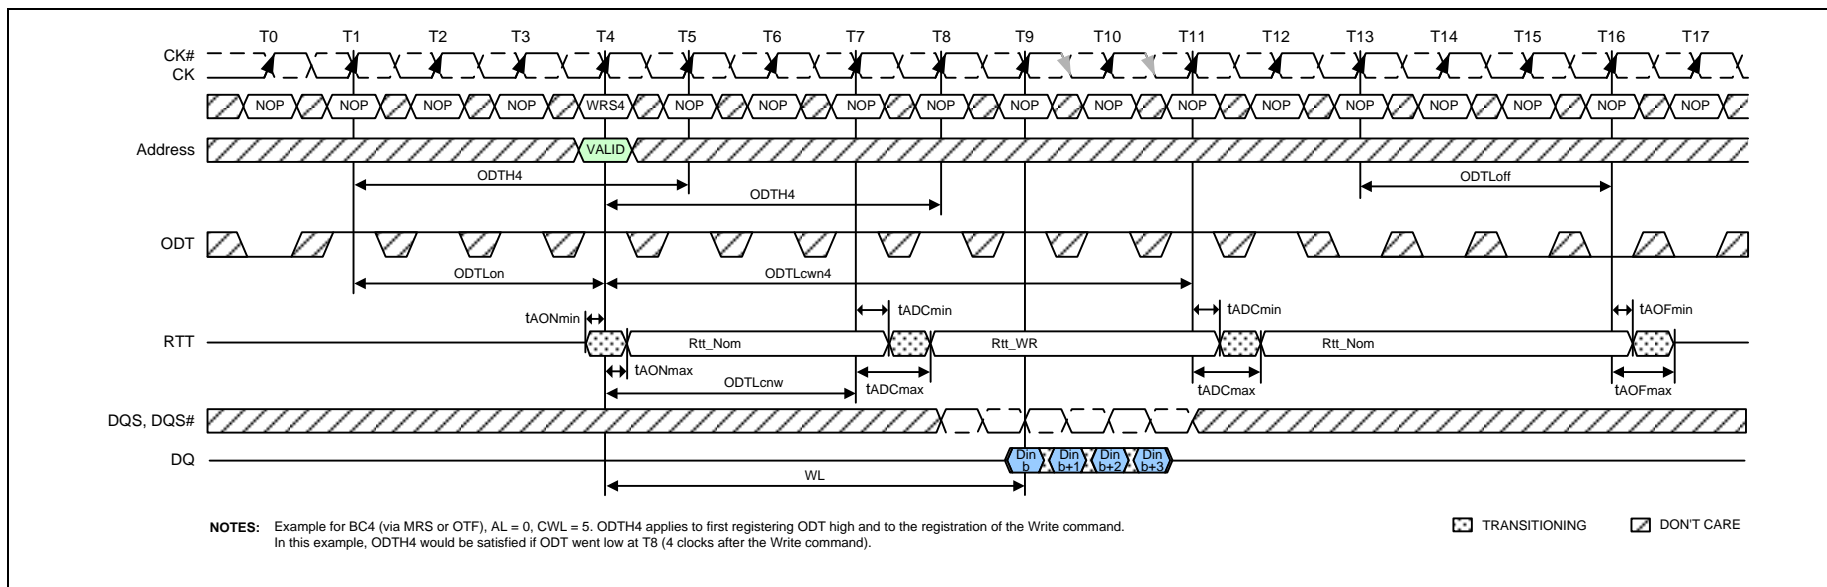 T0 T1 T2 T3 T4 T5 T6 T7 T8 T9 T10 T11 T12 T13 T14 T15 T16 T17
CK#
CK
NOP NOP NOP NOP WRS4 NOP NOP NOP NOP NOP NOP NOP NOP NOP NOP NOP NOP NOP
Address VALID
ODTH4 ODTLoff
ODTH4
ODT
ODTLon ODTLcwn4
tAONmin tADCmin tADCmin tAOFmin
RTT Rtt_Nom Rtt_WR Rtt_Nom
tAONmax ODTLcnw tADCmax tADCmax tAOFmax
DQS, DQS#
DQ Din b Din b+1 Din b+2 Din b+3
WL
NOTES: Example for BC4 (via MRS or OTF), AL = 0, CWL = 5. ODTH4 applies to first registering ODT high and to the registration of the Write command.
In this example, ODTH4 would be satisfied if ODT went low at T8 (4 clocks after the Write command).
TRANSITIONING DON'T CARE